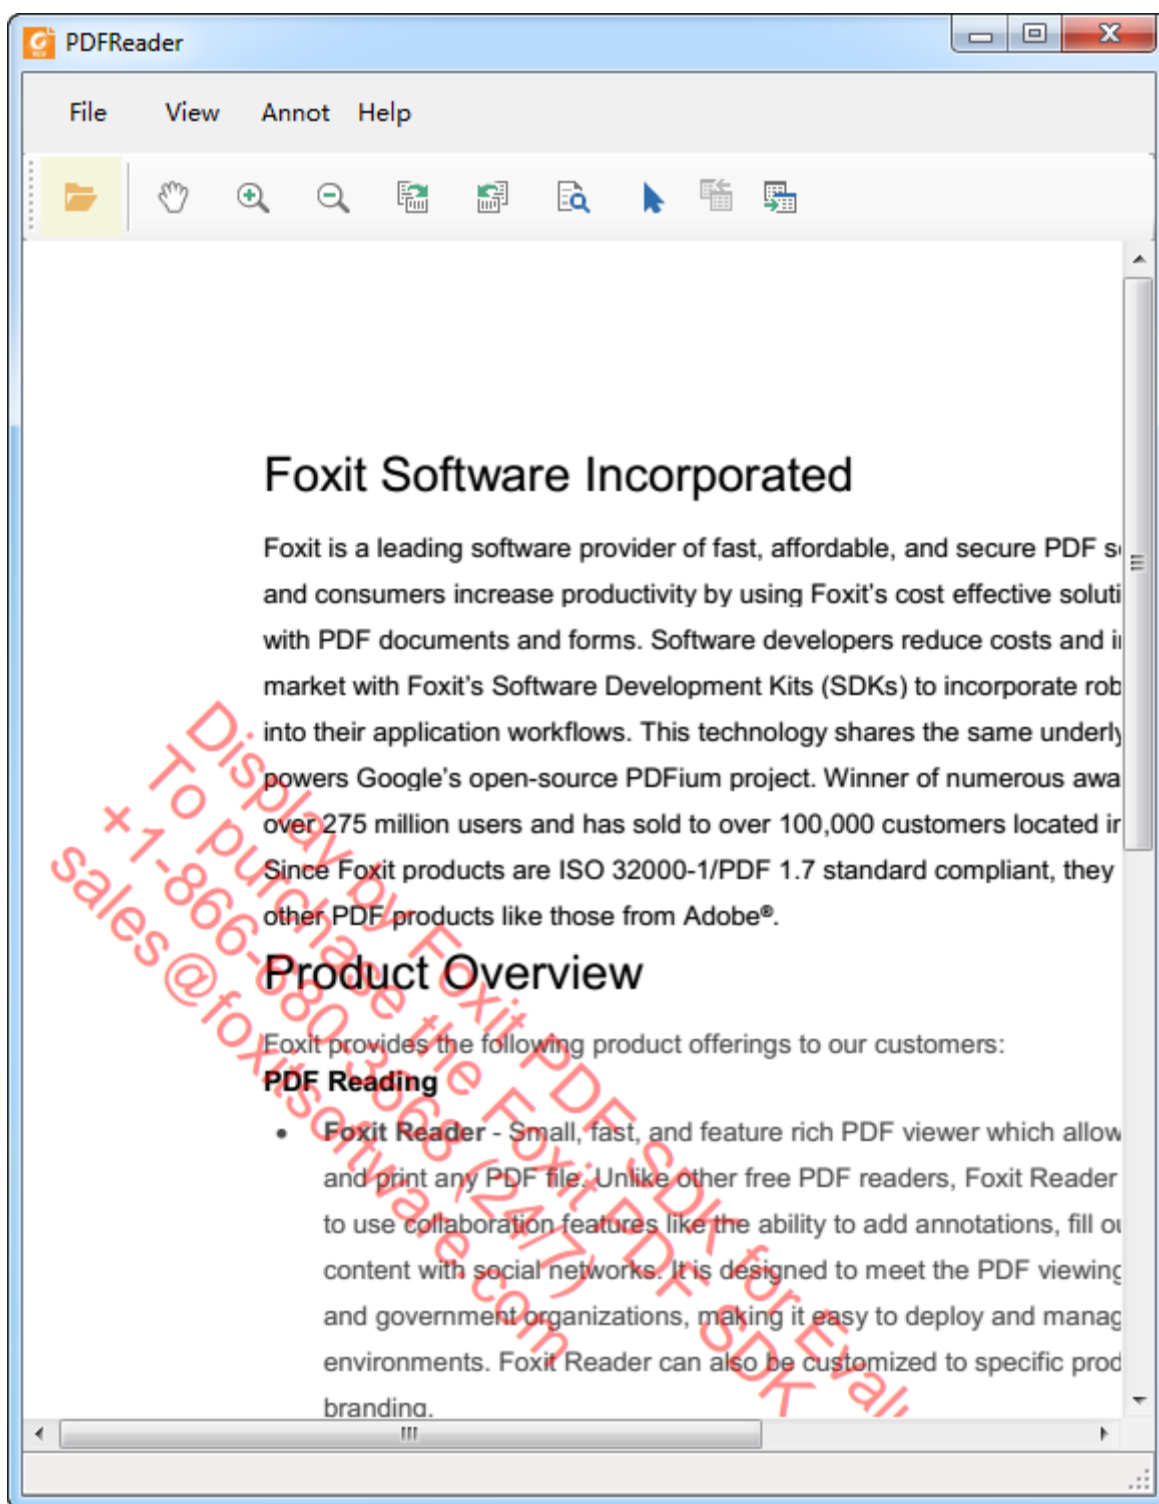 PDFReader
File View Annot Help
Foxit Software Incorporated
Foxit is a leading software provider of fast, affordable, and secure PDF s
and consumers increase productivity by using Foxit's cost effective soluti
with PDF documents and forms. Software developers reduce costs and i
market with Foxit's Software Development Kits (SDKs) to incorporate rob
into their application workflows. This technology shares the same underly
powers Google's open-source PDFium project. Winner of numerous awa
over 275 million users and has sold to over 100,000 customers located in
Since Foxit products are ISO 32000-1/PDF 1.7 standard compliant, they
other PDF products like those from Adobe®.
Product Overview
Foxit provides the following product offerings to our customers:
PDF Reading
• Foxit Reader - Small, fast, and feature rich PDF viewer which allow
and print any PDF file. Unlike other free PDF readers, Foxit Reader
to use collaboration features like the ability to add annotations, fill ou
content with social networks. It is designed to meet the PDF viewing
and government organizations, making it easy to deploy and manag
environments. Foxit Reader can also be customized to specific prod
branding.
Display by Foxit PDF SDK for Evalu
To purchase the Foxit PDF SDK
+1-866-680-3668 (24/7)
sales@foxitsoftware.com